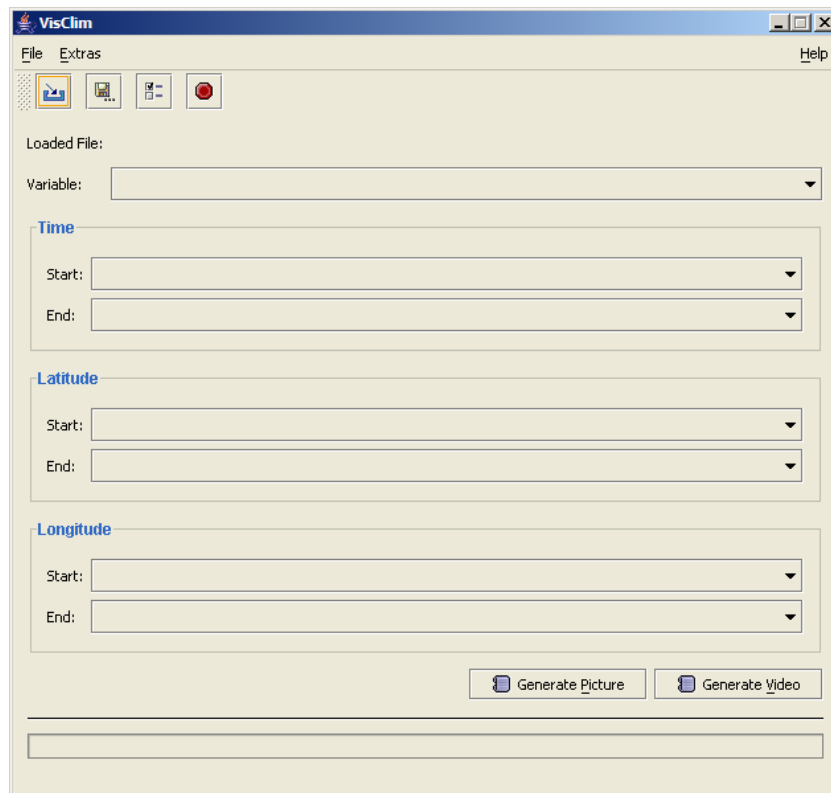 VisClim
File Extras Help
Loaded File:
Variable:
Time
Start:
End:
Latitude
Start:
End:
Longitude
Start:
End:
Generate Picture Generate Video